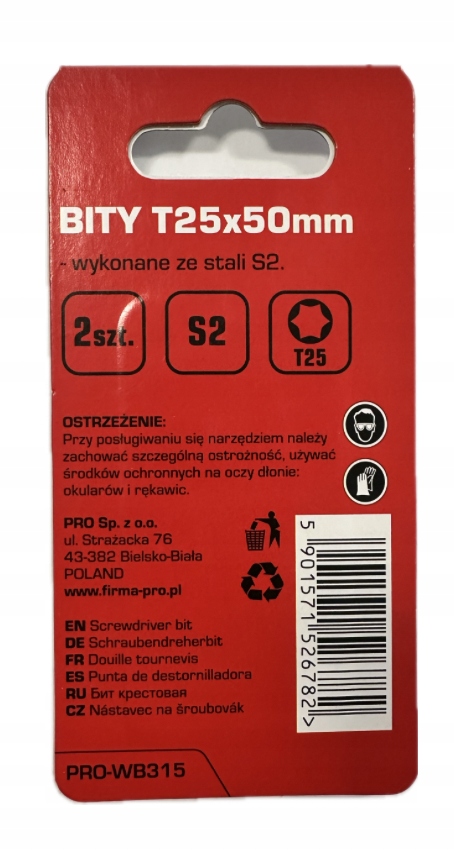 BITY T25x50mm
- wykonane ze stali S2.
2szt.
S2
T25
OSTRZEŻENIE:
Przy posługiwaniu się narzędziem należy
zachować szczególną ostrożność, używać
środków ochronnych na oczy dłonie:
okularów i rękawic.
PRO Sp. z o.o.
ul. Strażacka 76
43-382 Bielsko-Biała
POLAND
www.firma-pro.pl
EN Screwdriver bit
DE Schraubendreherbit
FR Douille tournevis
ES Punta de destornilladora
RU Бит крестовая
CZ Nástavec na šroubovák
5 901571 526782 >
PRO-WB315